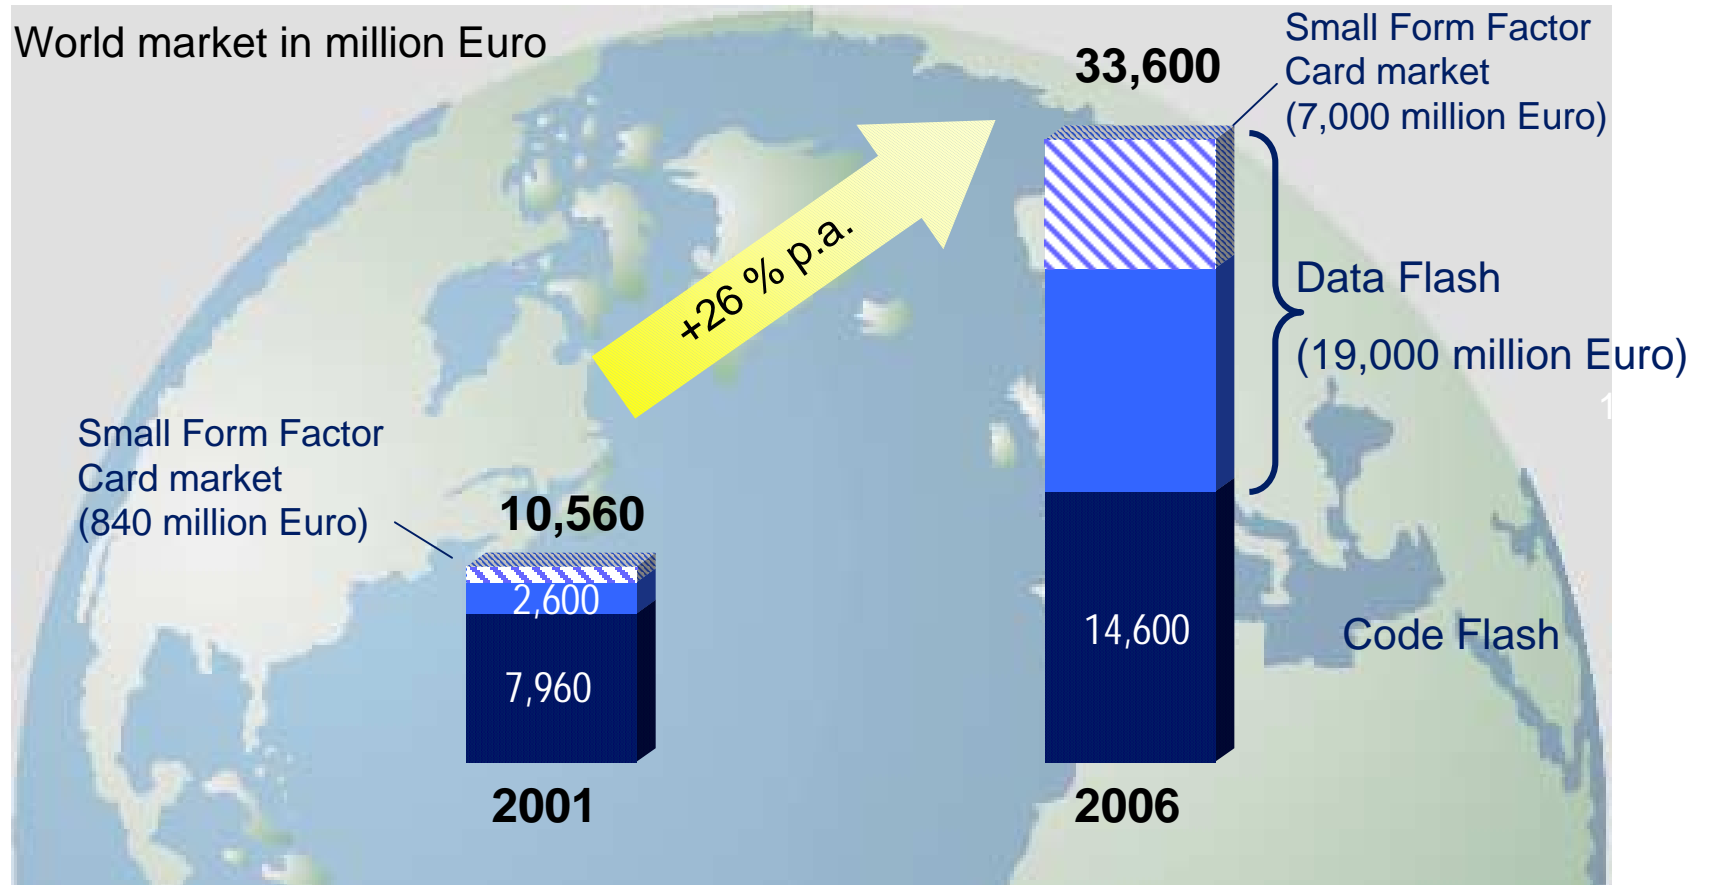 World market in million Euro
Small Form Factor
Card market
(7,000 million Euro)
33,600
+26 % p.a.
Data Flash
(19,000 million Euro)
1
Small Form Factor
Card market
(840 million Euro)
10,560
2,600
7,960
14,600
Code Flash
2001
2006